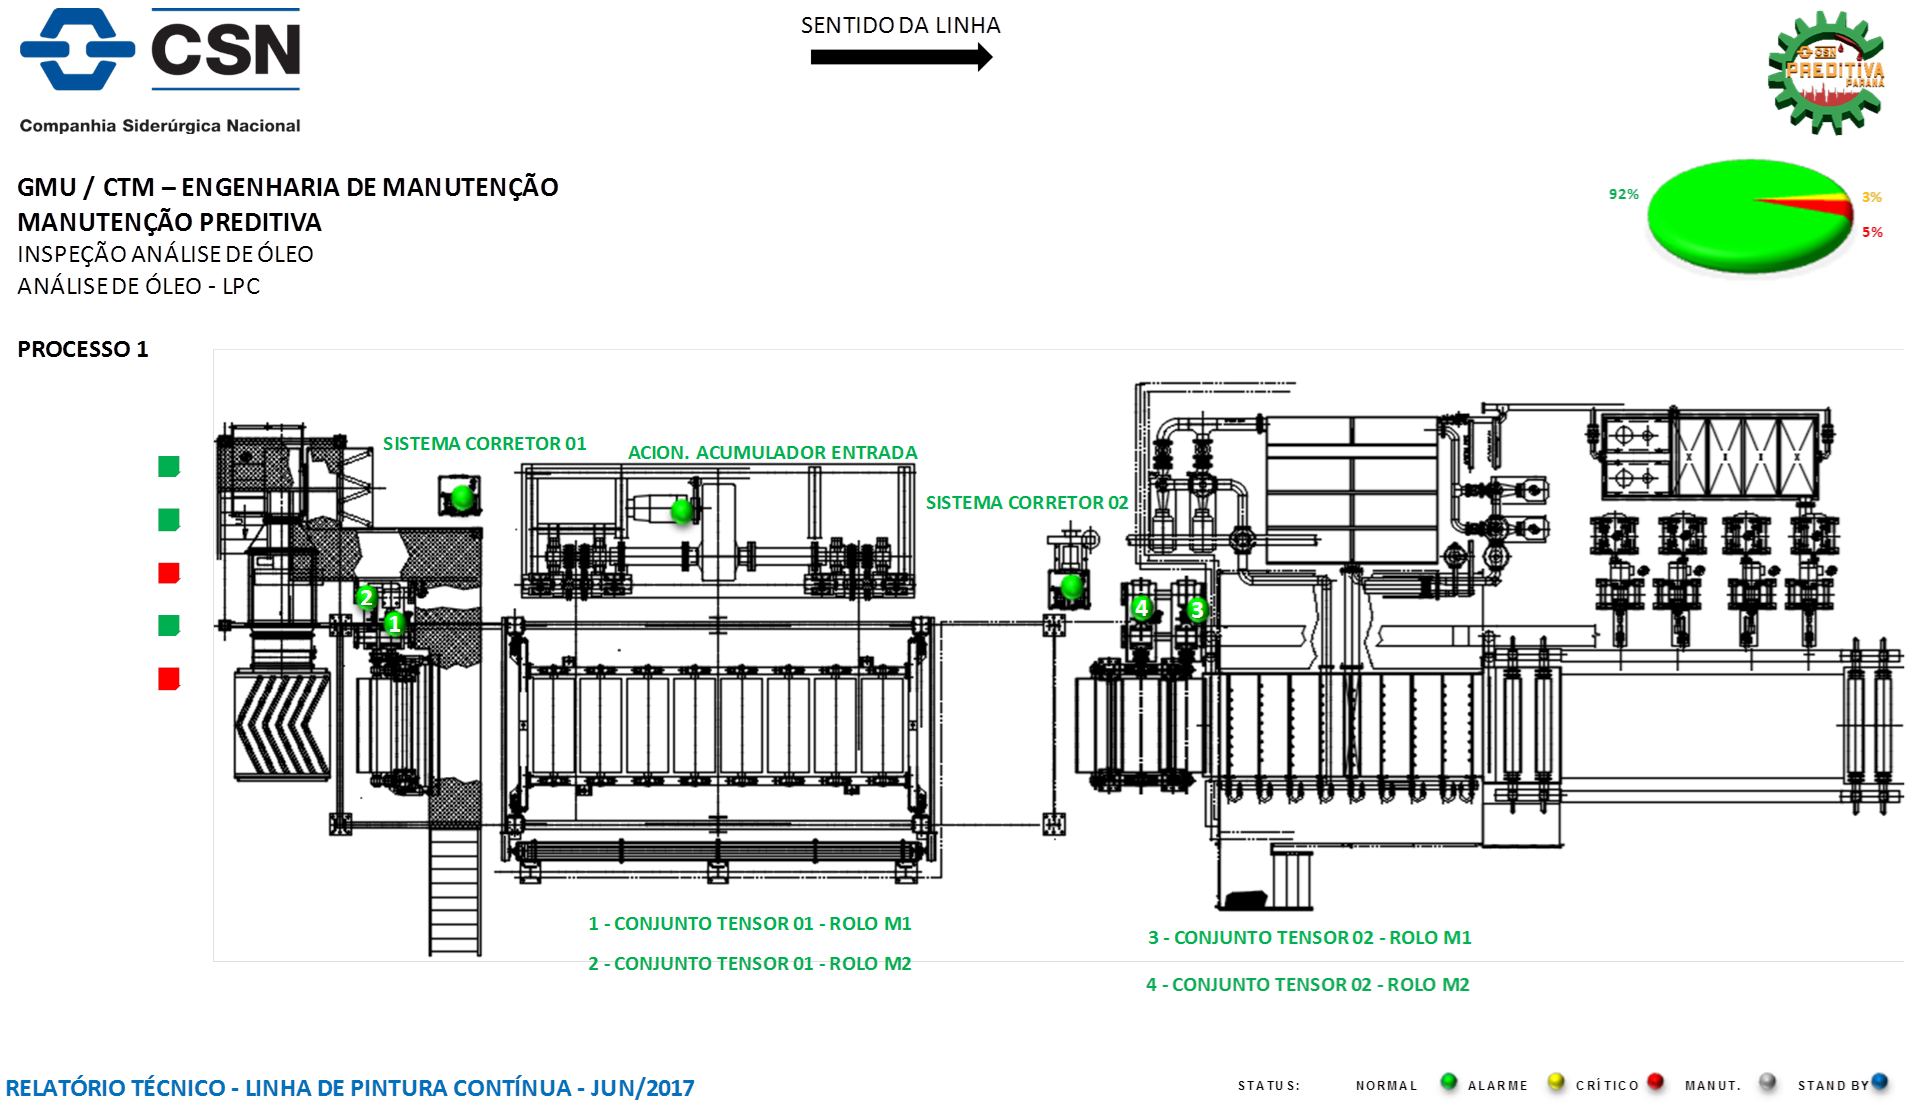 CSN
Companhia Siderúrgica Nacional
SENTIDO DA LINHA
CSN
PREDITIVA
PARANÁ
GMU / CTM – ENGENHARIA DE MANUTENÇÃO
MANUTENÇÃO PREDITIVA
INSPEÇÃO ANÁLISE DE ÓLEO
ANÁLISE DE ÓLEO - LPC
92%
3%
5%
PROCESSO 1
SISTEMA CORRETOR 01
ACION. ACUMULADOR ENTRADA
SISTEMA CORRETOR 02
2
1
4
3
1 - CONJUNTO TENSOR 01 - ROLO M1
2 - CONJUNTO TENSOR 01 - ROLO M2
3 - CONJUNTO TENSOR 02 - ROLO M1
4 - CONJUNTO TENSOR 02 - ROLO M2
RELATÓRIO TÉCNICO - LINHA DE PINTURA CONTÍNUA - JUN/2017
STATUS: NORMAL ALARME CRÍTICO MANUT. STAND BY